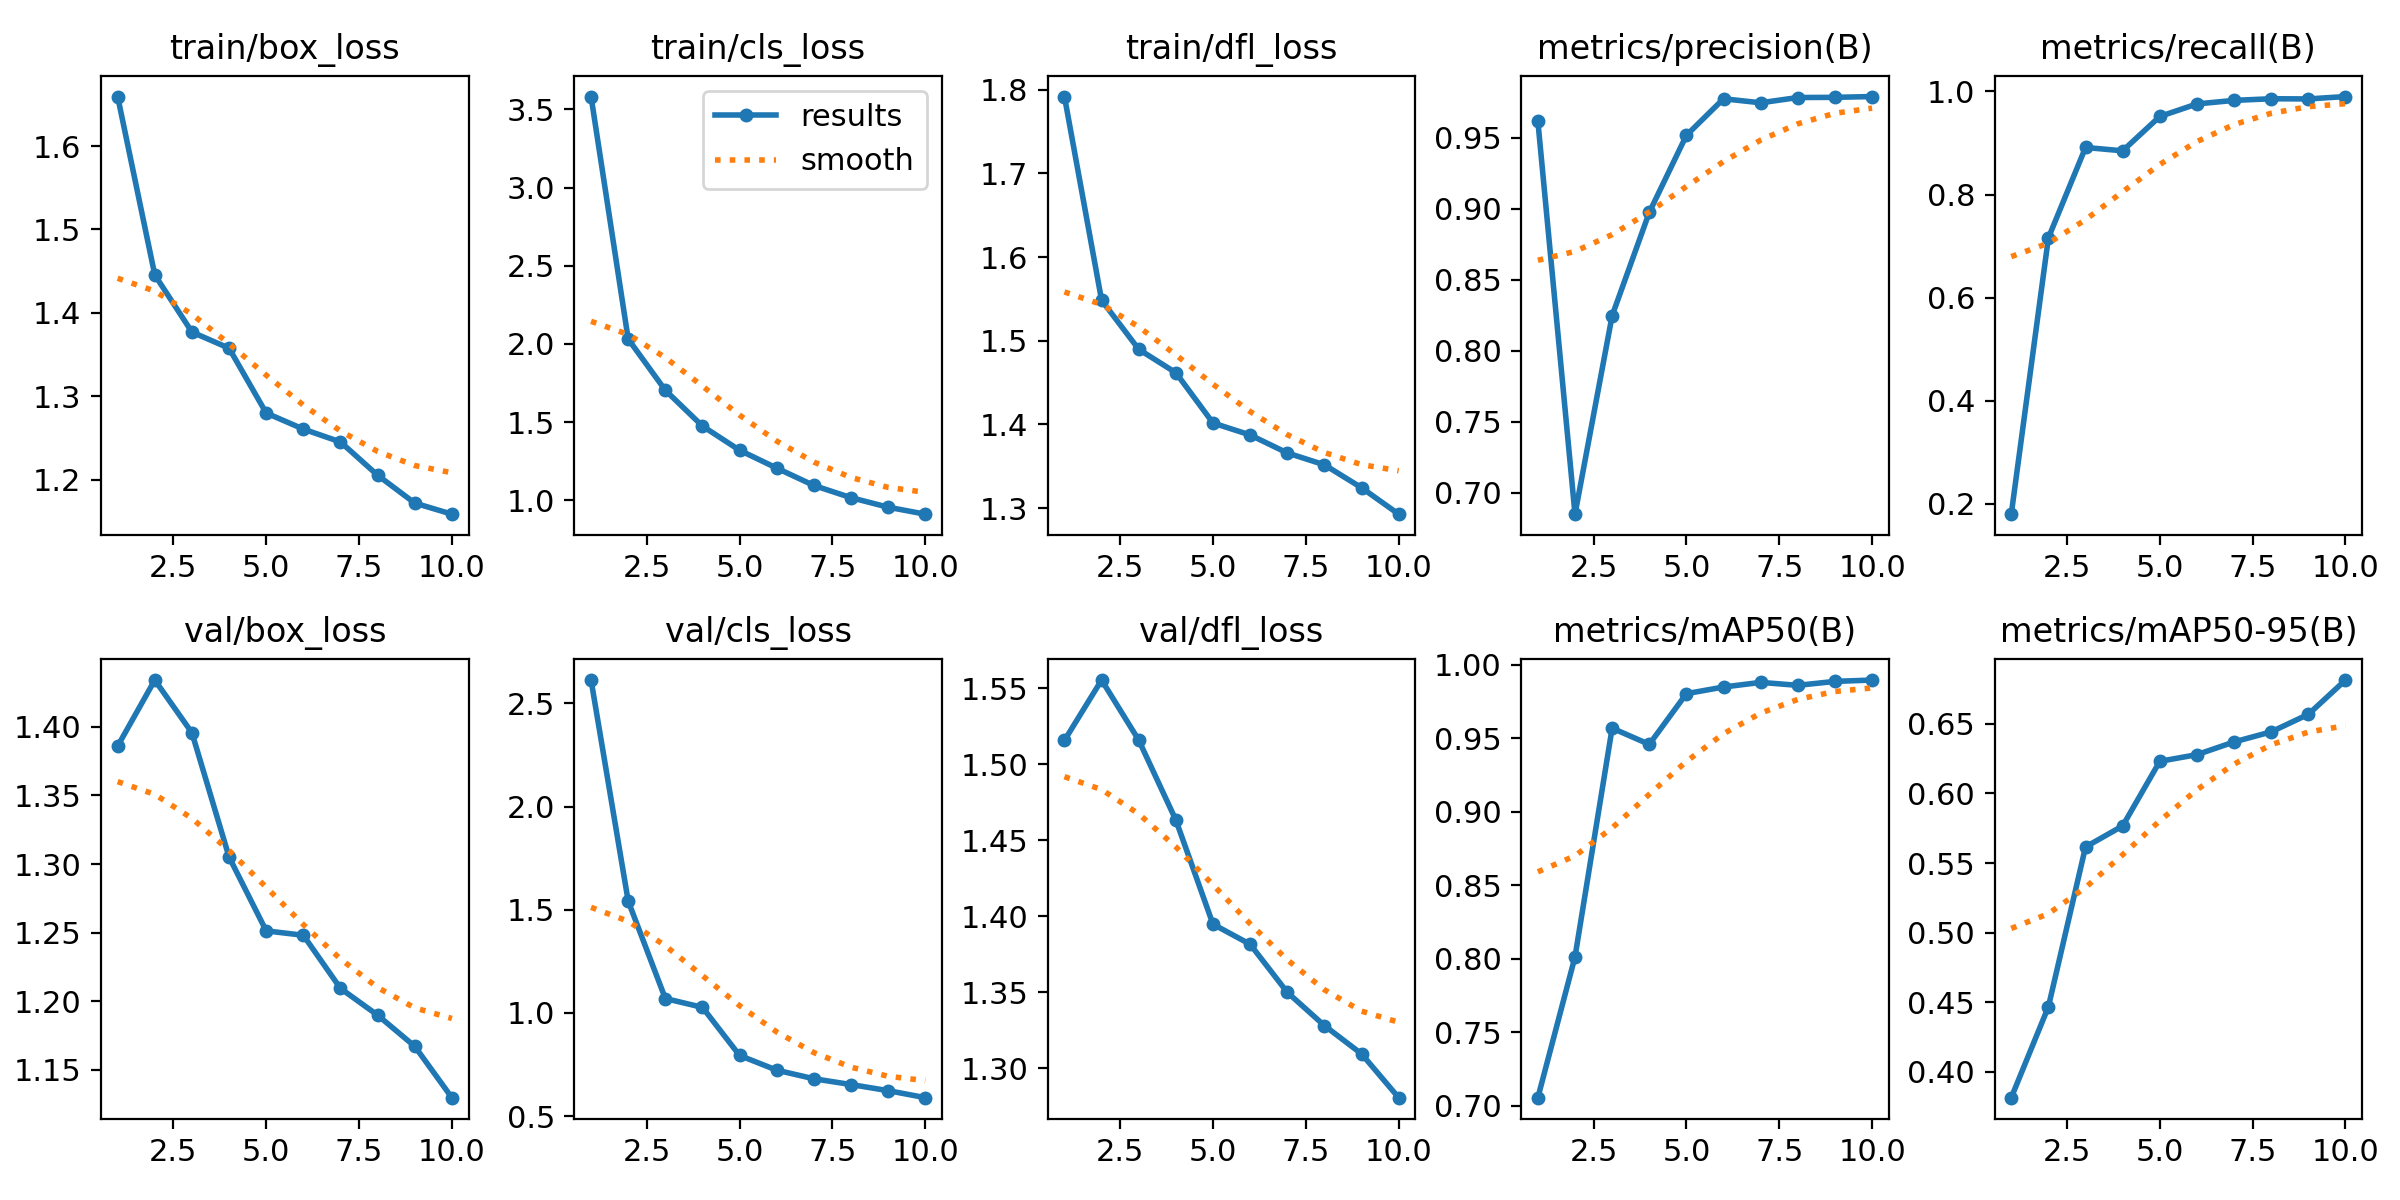 train/box_loss
1.6
1.5
1.4
1.3
1.2
2.5 5.0 7.5 10.0
train/cls_loss
results
smooth
3.5
3.0
2.5
2.0
1.5
1.0
2.5 5.0 7.5 10.0
train/dfl_loss
1.8
1.7
1.6
1.5
1.4
1.3
2.5 5.0 7.5 10.0
metrics/precision(B)
0.95
0.90
0.85
0.80
0.75
0.70
2.5 5.0 7.5 10.0
metrics/recall(B)
1.0
0.8
0.6
0.4
0.2
2.5 5.0 7.5 10.0
val/box_loss
1.40
1.35
1.30
1.25
1.20
1.15
2.5 5.0 7.5 10.0
val/cls_loss
2.5
2.0
1.5
1.0
0.5
2.5 5.0 7.5 10.0
val/dfl_loss
1.55
1.50
1.45
1.40
1.35
1.30
2.5 5.0 7.5 10.0
metrics/mAP50(B)
1.00
0.95
0.90
0.85
0.80
0.75
0.70
2.5 5.0 7.5 10.0
metrics/mAP50-95(B)
0.65
0.60
0.55
0.50
0.45
0.40
2.5 5.0 7.5 10.0